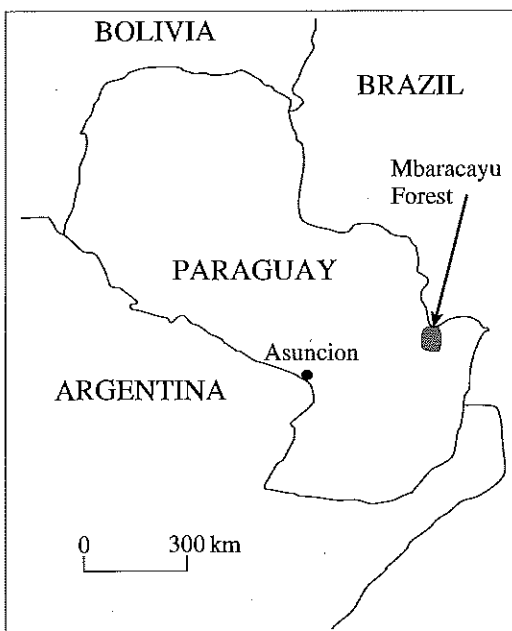 BOLIVIA
BRAZIL
Mbaracayu
Forest
PARAGUAY
Asuncion
ARGENTINA
0 300 km